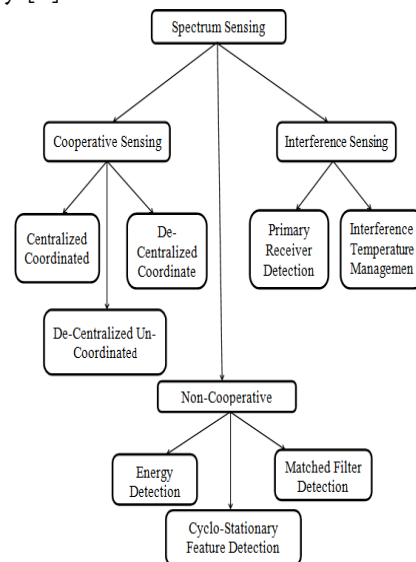 Spectrum Sensing
Cooperative Sensing
Interference Sensing
Centralized
Coordinated
De-
Centralized
Coordinate
Primary
Receiver
Detection
Interference
Temperature
Managemen
De-Centralized Un-
Coordinated
Non-Cooperative
Energy
Detection
Matched Filter
Detection
Cyclo-Stationary
Feature Detection